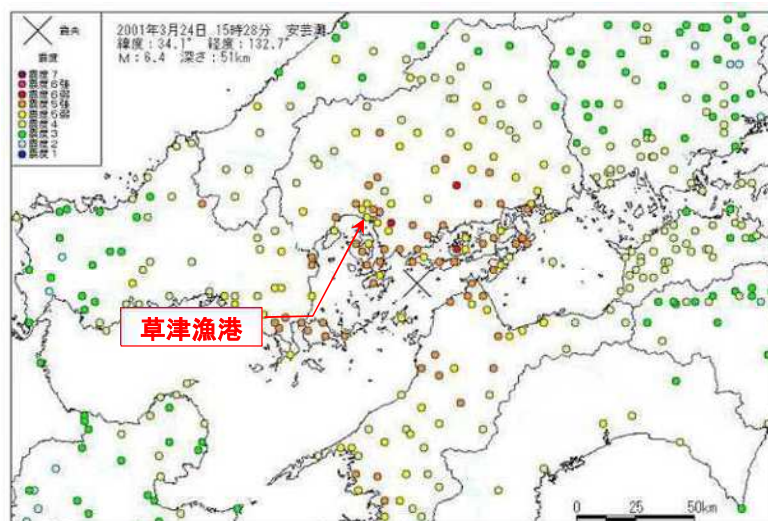 震央
震度
震度7
震度6強
震度6弱
震度5強
震度5弱
震度4
震度3
震度2
震度1
2001年3月24日 15時28分 安芸灘
緯度：34.1° 経度：132.7°
M：6.4 深さ：51km
草津漁港
0 25 50km